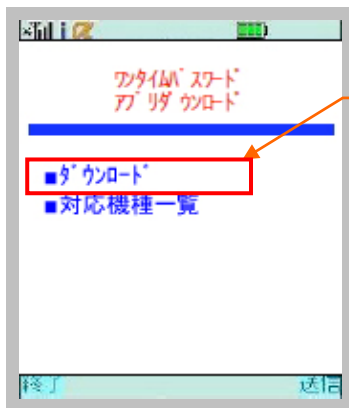 ﾜﾝﾀｲﾑﾊﾟｽﾜｰﾄﾞ
ｱﾌﾟﾘﾀﾞｳﾝﾛｰﾄﾞ
■ﾀﾞｳﾝﾛｰﾄﾞ
■対応機種一覧
終了
送信